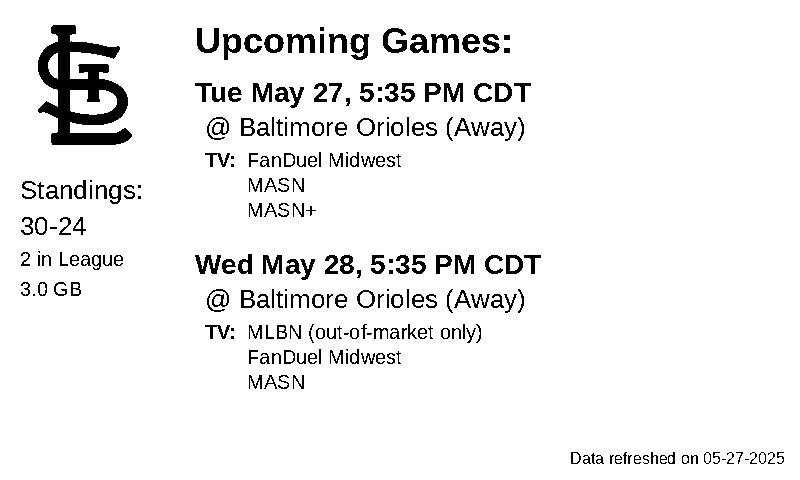 STL
Standings:
30-24
2 in League
3.0 GB
Upcoming Games:
Tue May 27, 5:35 PM CDT
@ Baltimore Orioles (Away)
TV: FanDuel Midwest
MASN
MASN+
Wed May 28, 5:35 PM CDT
@ Baltimore Orioles (Away)
TV: MLBN (out-of-market only)
FanDuel Midwest
MASN
Data refreshed on 05-27-2025